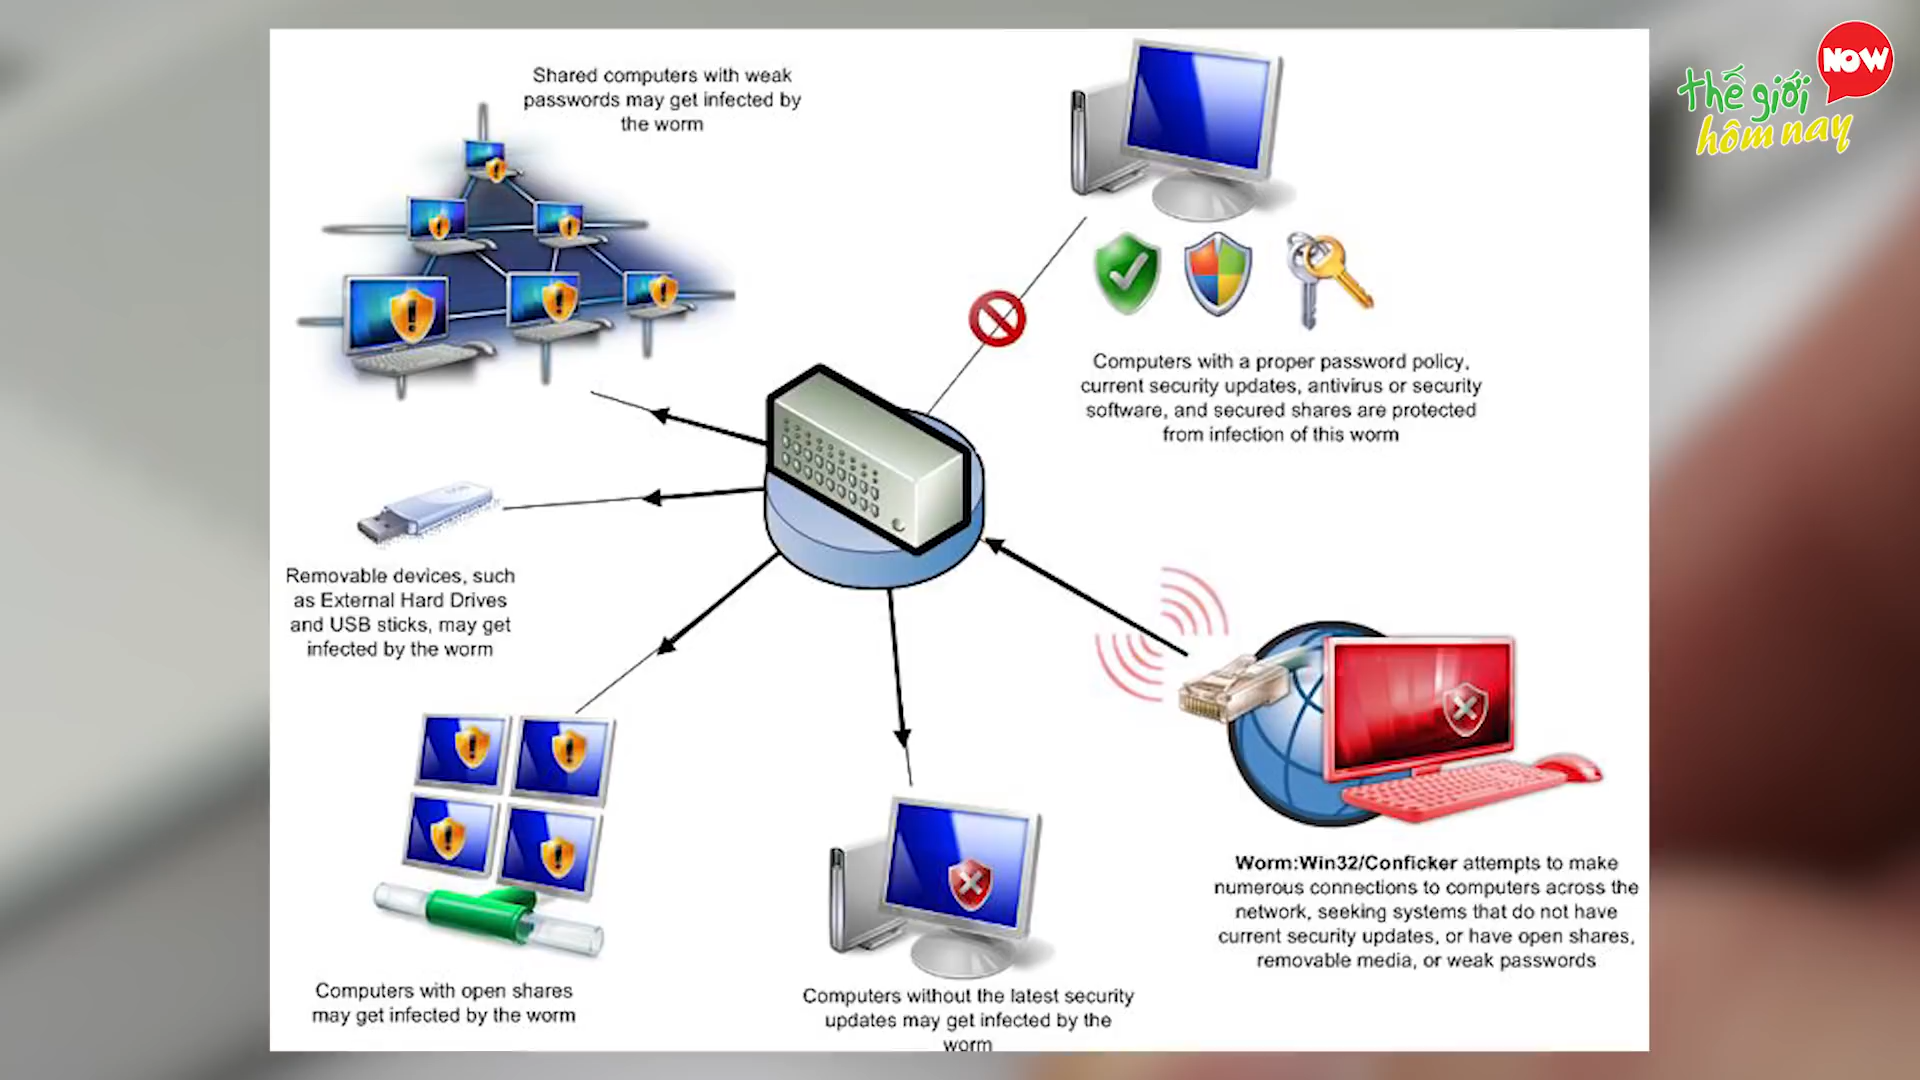 Shared computers with weak
passwords may get infected by
the worm
NOW
thế giới
hôm nay
Computers with a proper password policy,
current security updates, antivirus or security
software, and secured shares are protected
from infection of this worm
Removable devices, such
as External Hard Drives
and USB sticks, may get
infected by the worm
Worm:Win32/Conficker attempts to make
numerous connections to computers across the
network, seeking systems that do not have
current security updates, or have open shares,
removable media, or weak passwords
Computers with open shares
may get infected by the worm
Computers without the latest security
updates may get infected by the
worm